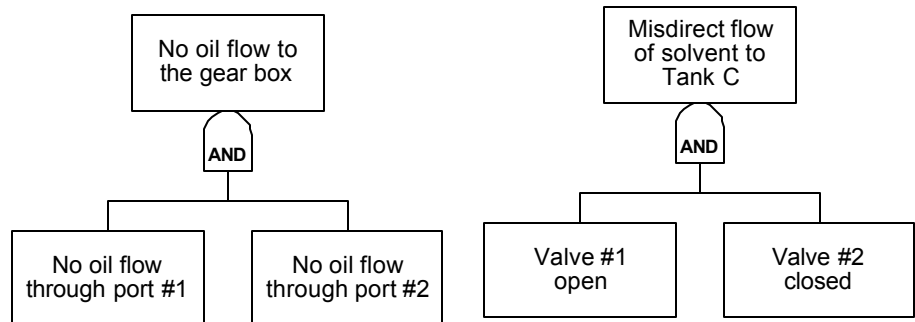 No oil flow to
the gear box
AND
No oil flow
through port #1
No oil flow
through port #2
Misdirect flow
of solvent to
Tank C
AND
Valve #1
open
Valve #2
closed